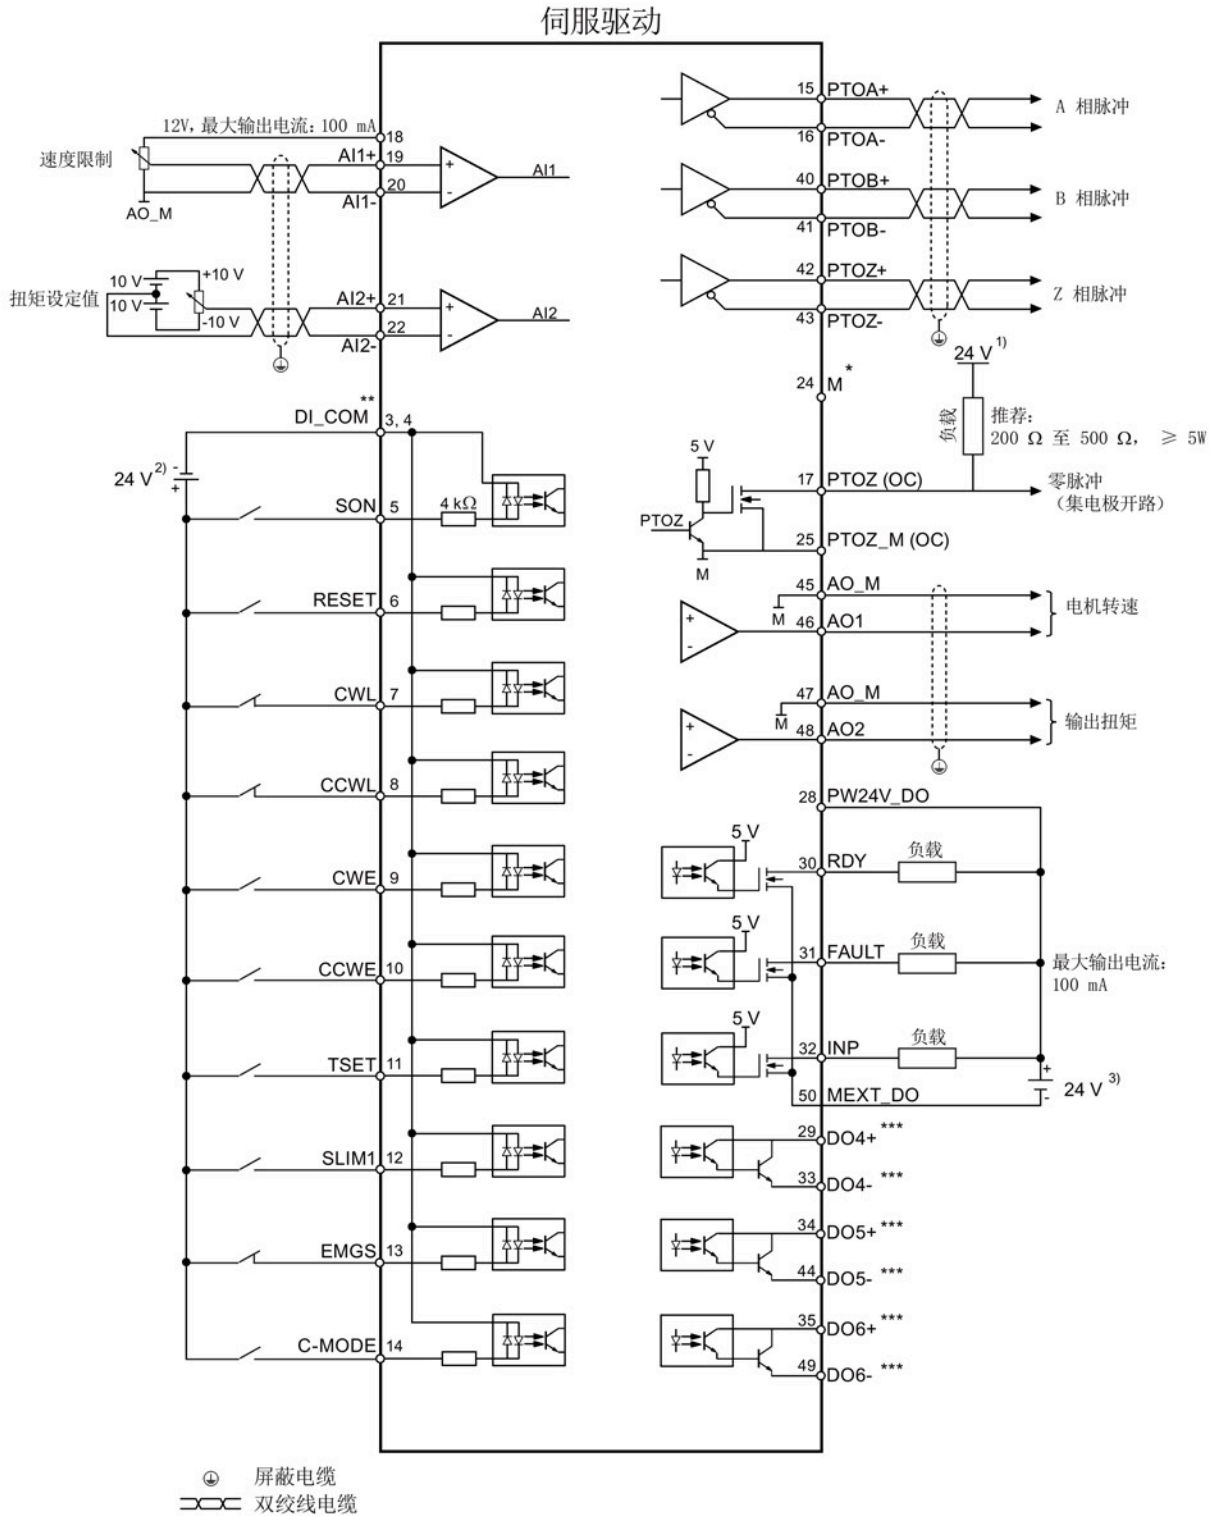 伺服驱动
12V, 最大输出电流: 100 mA
18
速度限制
AI1+ 19
20
AI1-
AO_M
AI1
10 V
10 V
+10 V
-10 V
扭矩设定值
AI2+ 21
22
AI2-
AI2
**
DI_COM 3, 4
24 V 2)
-
+
SON 5
4 kΩ
RESET 6
CWL 7
CCWL 8
CWE 9
CCWE 10
TSET 11
SLIM1 12
EMGS 13
C-MODE 14
15 PTOA+
16 PTOA-
A 相脉冲
40 PTOB+
41 PTOB-
B 相脉冲
42 PTOZ+
43 PTOZ-
Z 相脉冲
24 M *
24 V 1)
负载
推荐:
200 Ω 至 500 Ω, ≥ 5W
5 V
PTOZ
M
17 PTOZ (OC)
零脉冲
(集电极开路)
25 PTOZ_M (OC)
45 AO_M
M
46 AO1
电机转速
+
-
47 AO_M
M
48 AO2
输出扭矩
+
-
28 PW24V_DO
5 V
30 RDY
负载
5 V
31 FAULT
负载
最大输出电流:
100 mA
5 V
32 INP
负载
+
24 V 3)
-
50 MEXT_DO
29 DO4+ ***
33 DO4- ***
34 DO5+ ***
44 DO5- ***
35 DO6+ ***
49 DO6- ***
屏蔽电缆
双绞线电缆